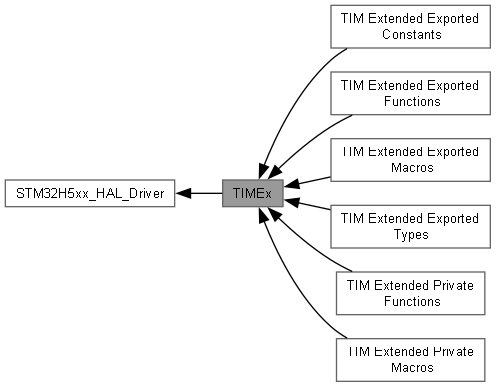 TIM Extended Exported
Constants
TIM Extended Exported
Functions
TIM Extended Exported
Macros
STM32H5xx_HAL_Driver
TIMEx
TIM Extended Exported
Types
TIM Extended Private
Functions
TIM Extended Private
Macros